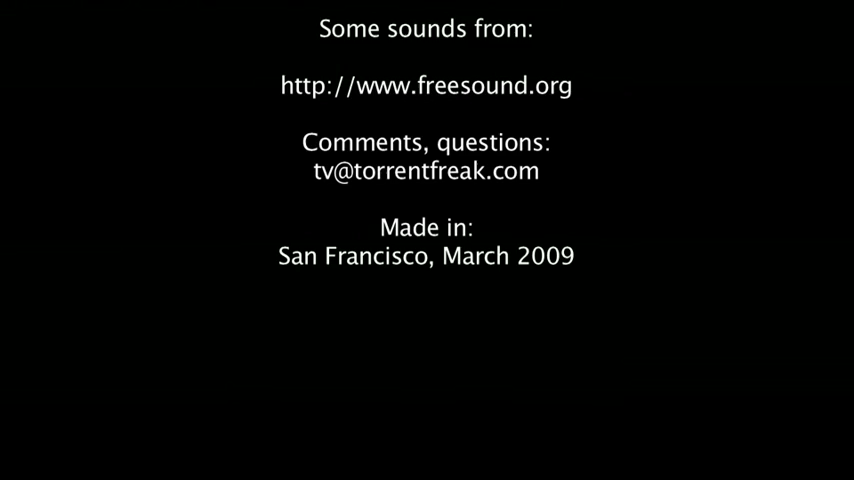 Some sounds from:
http://www.freesound.org
Comments, questions:
tv@torrentfreak.com
Made in:
San Francisco, March 2009